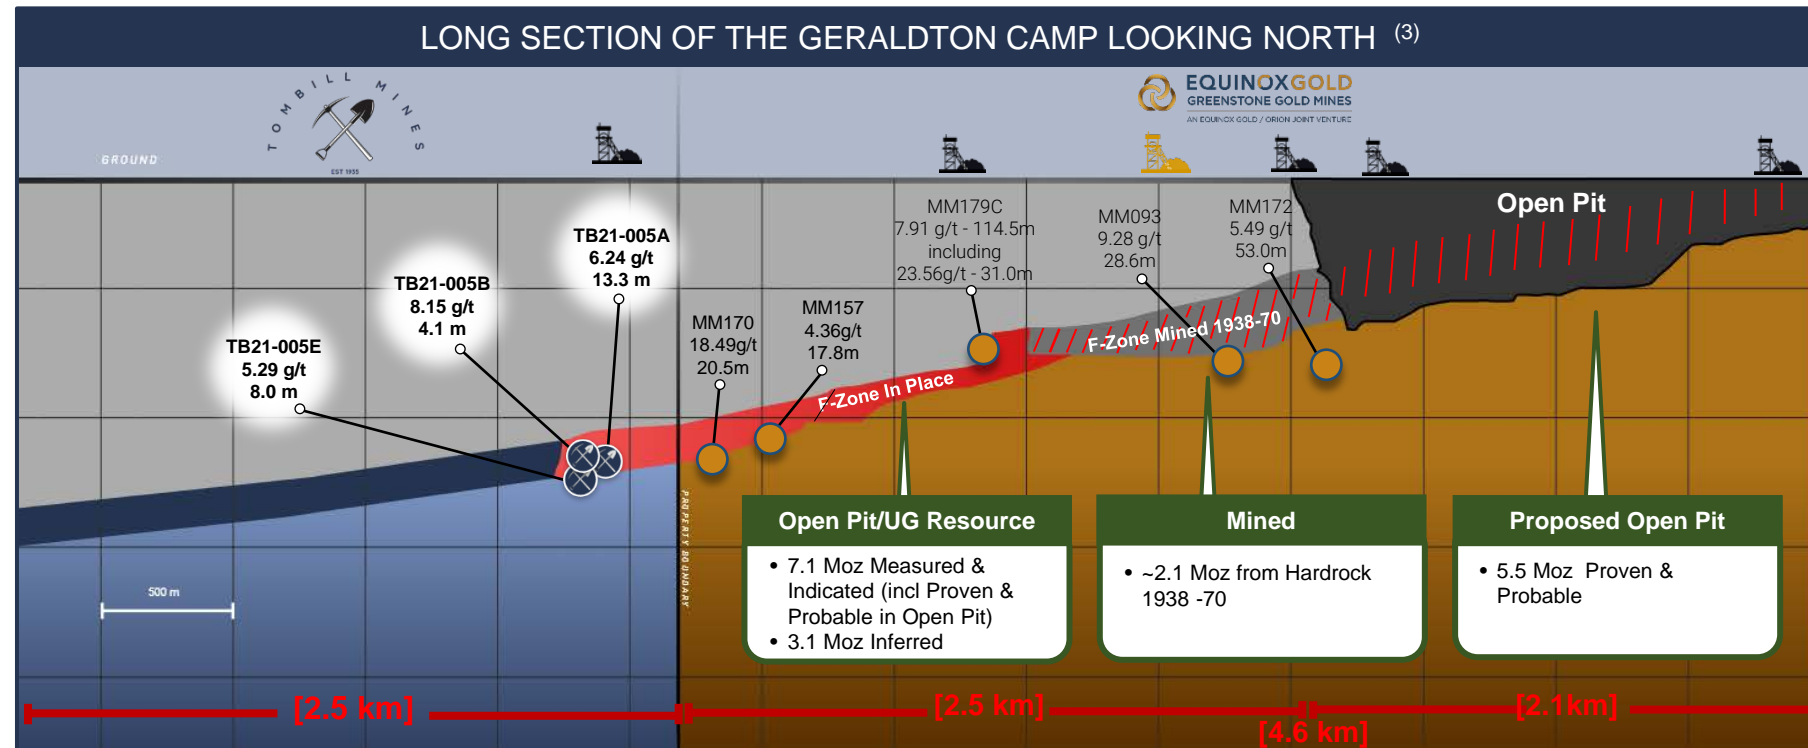 LONG SECTION OF THE GERALDTON CAMP LOOKING NORTH (3)
TOMBILL MINES
EST 1935
EQUINOXGOLD
GREENSTONE GOLD MINES
AN EQUINOX GOLD / ORION JOINT VENTURE
GROUND
Open Pit
TB21-005A
6.24 g/t
13.3 m
TB21-005B
8.15 g/t
4.1 m
TB21-005E
5.29 g/t
8.0 m
MM170
18.49g/t
20.5m
MM157
4.36g/t
17.8m
MM179C
7.91 g/t - 114.5m
including
23.56g/t - 31.0m
MM093
9.28 g/t
28.6m
MM172
5.49 g/t
53.0m
F-Zone Mined 1938-70
F-Zone In Place
PROPERTY BOUNDARY
500 m
Open Pit/UG Resource
• 7.1 Moz Measured &
Indicated (incl Proven &
Probable in Open Pit)
• 3.1 Moz Inferred
Mined
• ~2.1 Moz from Hardrock
1938 -70
Proposed Open Pit
• 5.5 Moz Proven &
Probable
[2.5 km]
[2.5 km]
[2.1km]
[4.6 km]